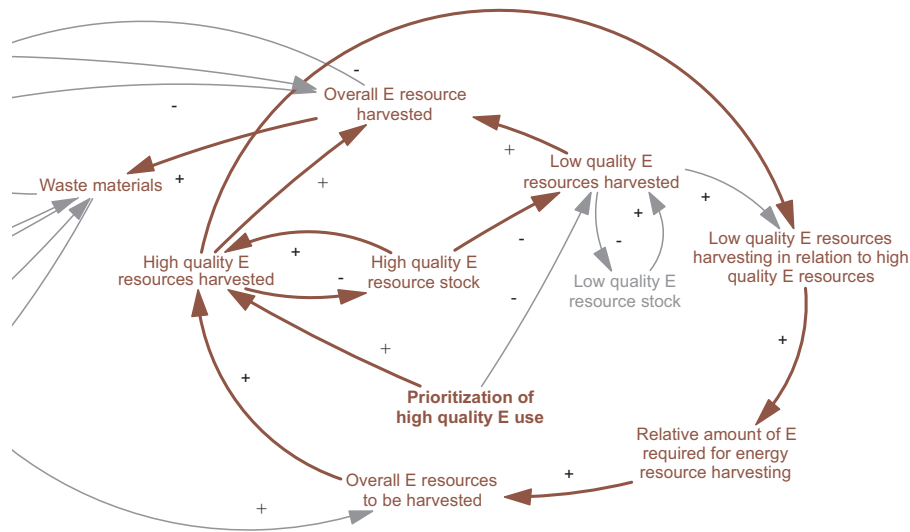 -
Overall E resource
harvested
-
+
Low quality E
resources harvested
+
Waste materials
+
+
+
+
-
-
Low quality E resources
harvesting in relation to high
quality E resources
High quality E
resources harvested
+
-
High quality E
resource stock
Low quality E
resource stock
-
+
+
+
Prioritization of
high quality E use
Relative amount of E
required for energy
resource harvesting
+
Overall E resources
to be harvested
+